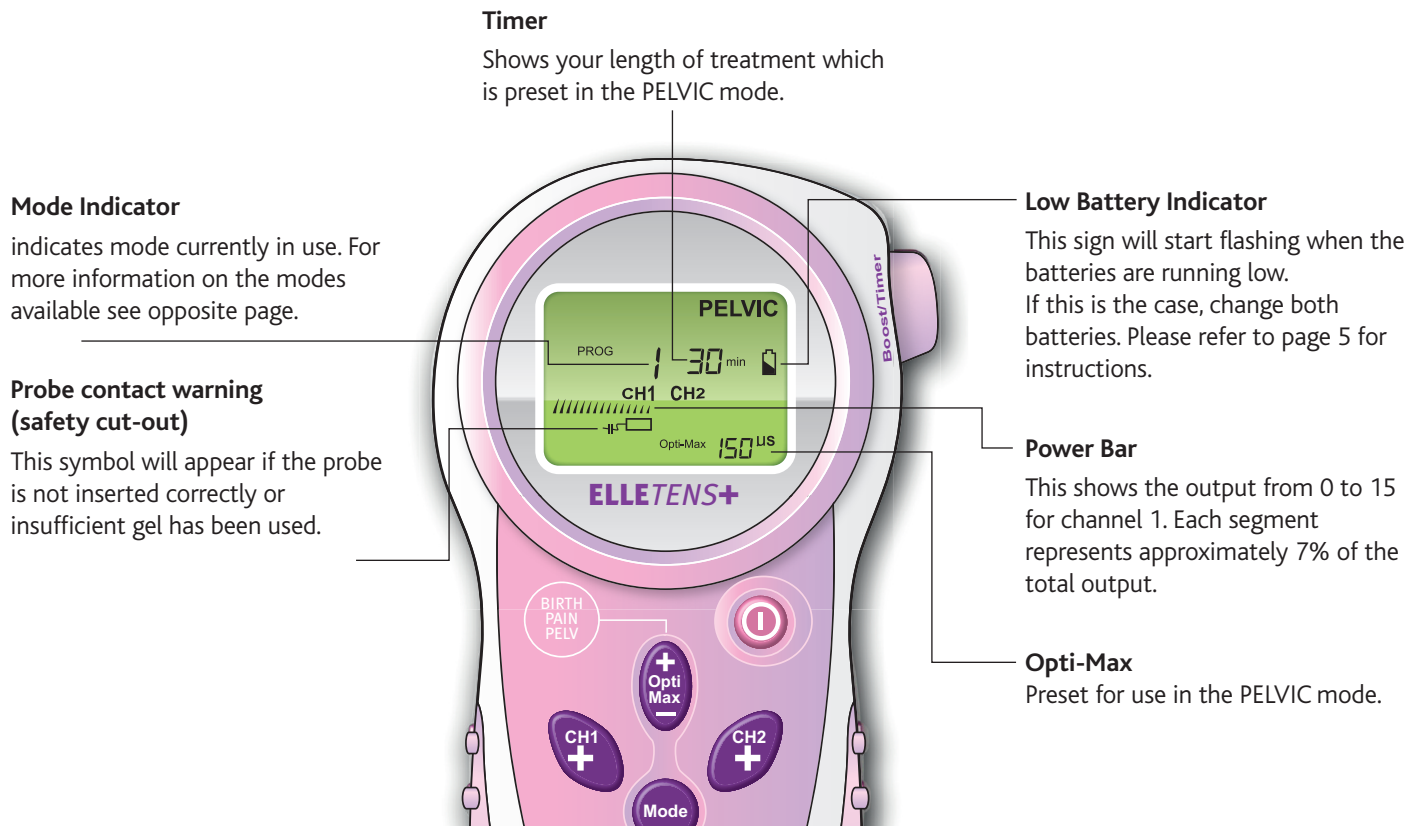 Timer
Shows your length of treatment which
is preset in the PELVIC mode.
Mode Indicator
indicates mode currently in use. For
more information on the modes
available see opposite page.
Probe contact warning
(safety cut-out)
This symbol will appear if the probe
is not inserted correctly or
insufficient gel has been used.
PELVIC
PROG 1 30 min
CH1 CH2
Opti-Max 150 µs
ELLETENS+
Boost/Timer
BIRTH
PAIN
PELV
+
Opti
Max
–
CH1
+
CH2
+
Mode
Low Battery Indicator
This sign will start flashing when the
batteries are running low.
If this is the case, change both
batteries. Please refer to page 5 for
instructions.
Power Bar
This shows the output from 0 to 15
for channel 1. Each segment
represents approximately 7% of the
total output.
Opti-Max
Preset for use in the PELVIC mode.